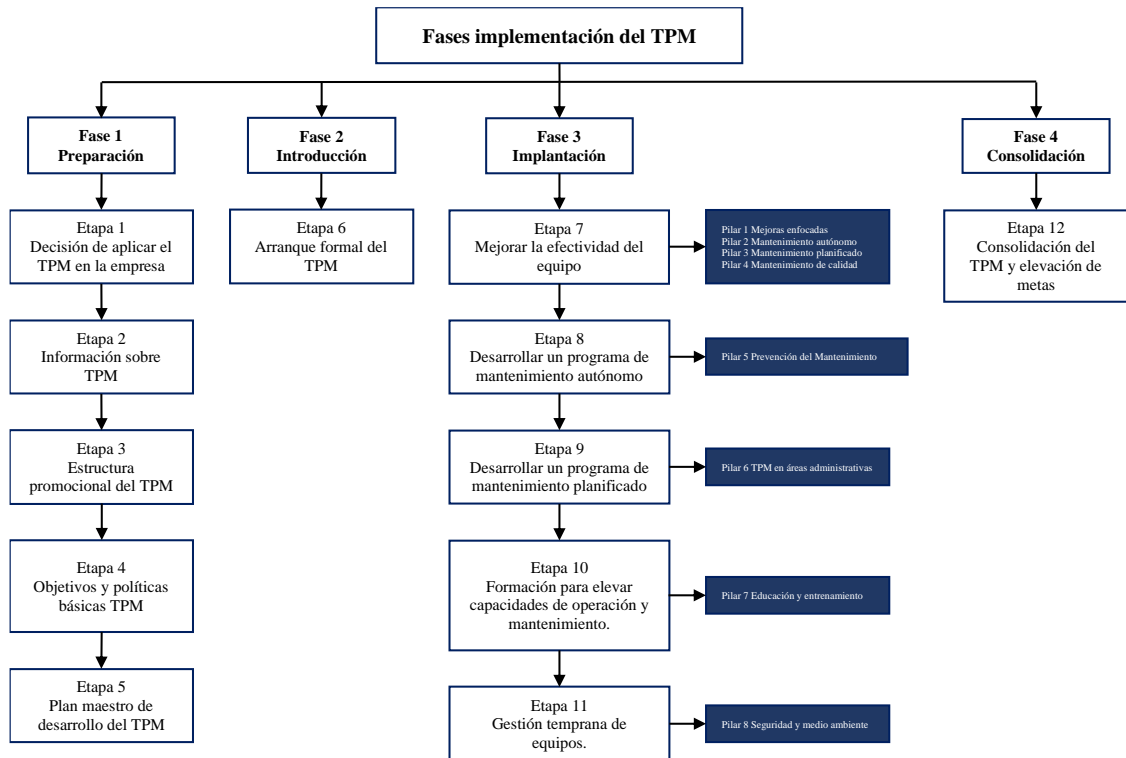 Fases implementación del TPM
Fase 1
Preparación
Etapa 1
Decisión de aplicar el
TPM en la empresa
Etapa 2
Información sobre
TPM
Etapa 3
Estructura
promocional del TPM
Etapa 4
Objetivos y políticas
básicas TPM
Etapa 5
Plan maestro de
desarrollo del TPM
Fase 2
Introducción
Etapa 6
Arranque formal del
TPM
Fase 3
Implantación
Etapa 7
Mejorar la efectividad del
equipo
Pilar 1 Mejoras enfocadas
Pilar 2 Mantenimiento autónomo
Pilar 3 Mantenimiento planificado
Pilar 4 Mantenimiento de calidad
Etapa 8
Desarrollar un programa de
mantenimiento autónomo
Pilar 5 Prevención del Mantenimiento
Etapa 9
Desarrollar un programa de
mantenimiento planificado
Pilar 6 TPM en áreas administrativas
Etapa 10
Formación para elevar
capacidades de operación y
mantenimiento.
Pilar 7 Educación y entrenamiento
Etapa 11
Gestión temprana de
equipos.
Pilar 8 Seguridad y medio ambiente
Fase 4
Consolidación
Etapa 12
Consolidación del
TPM y elevación de
metas